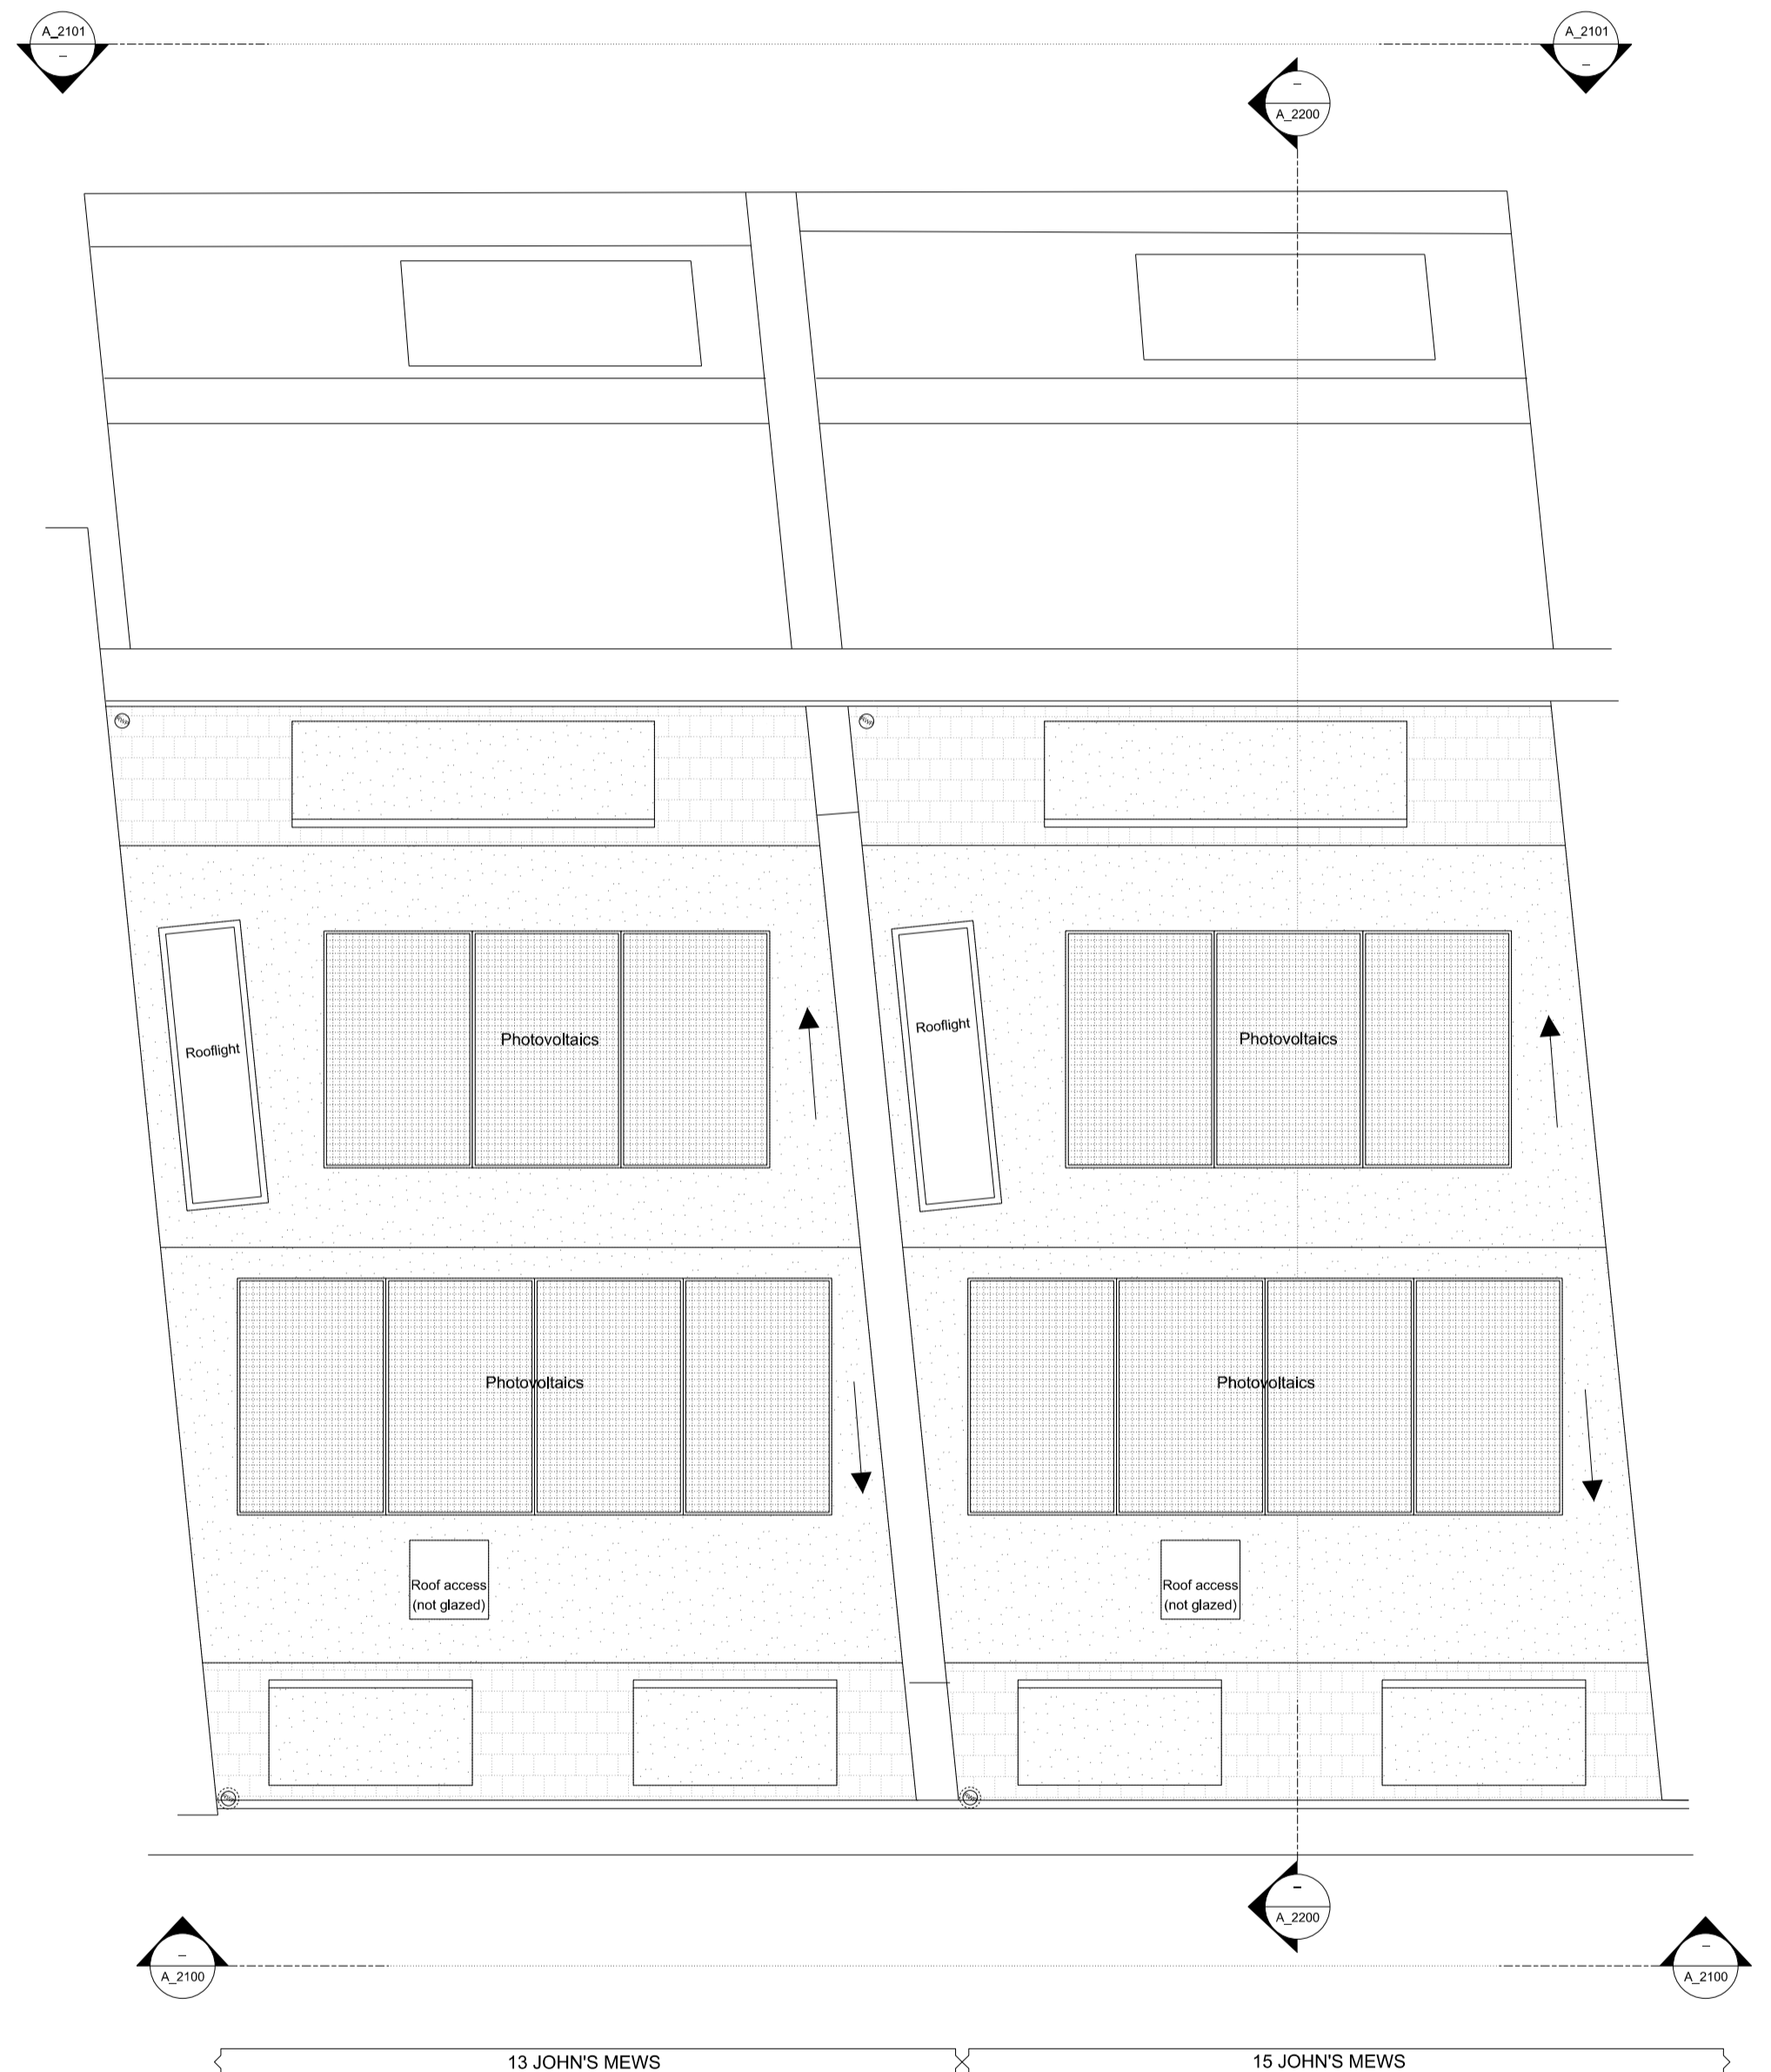 A_2101
–
A_2101
–
–
A_2200
Photovoltaics
Rooflight
Photovoltaics
Rooflight
Photovoltaics
Photovoltaics
Roof access
(not glazed)
Roof access
(not glazed)
–
A_2200
–
A_2100
–
A_2100
13 JOHN'S MEWS
15 JOHN'S MEWS